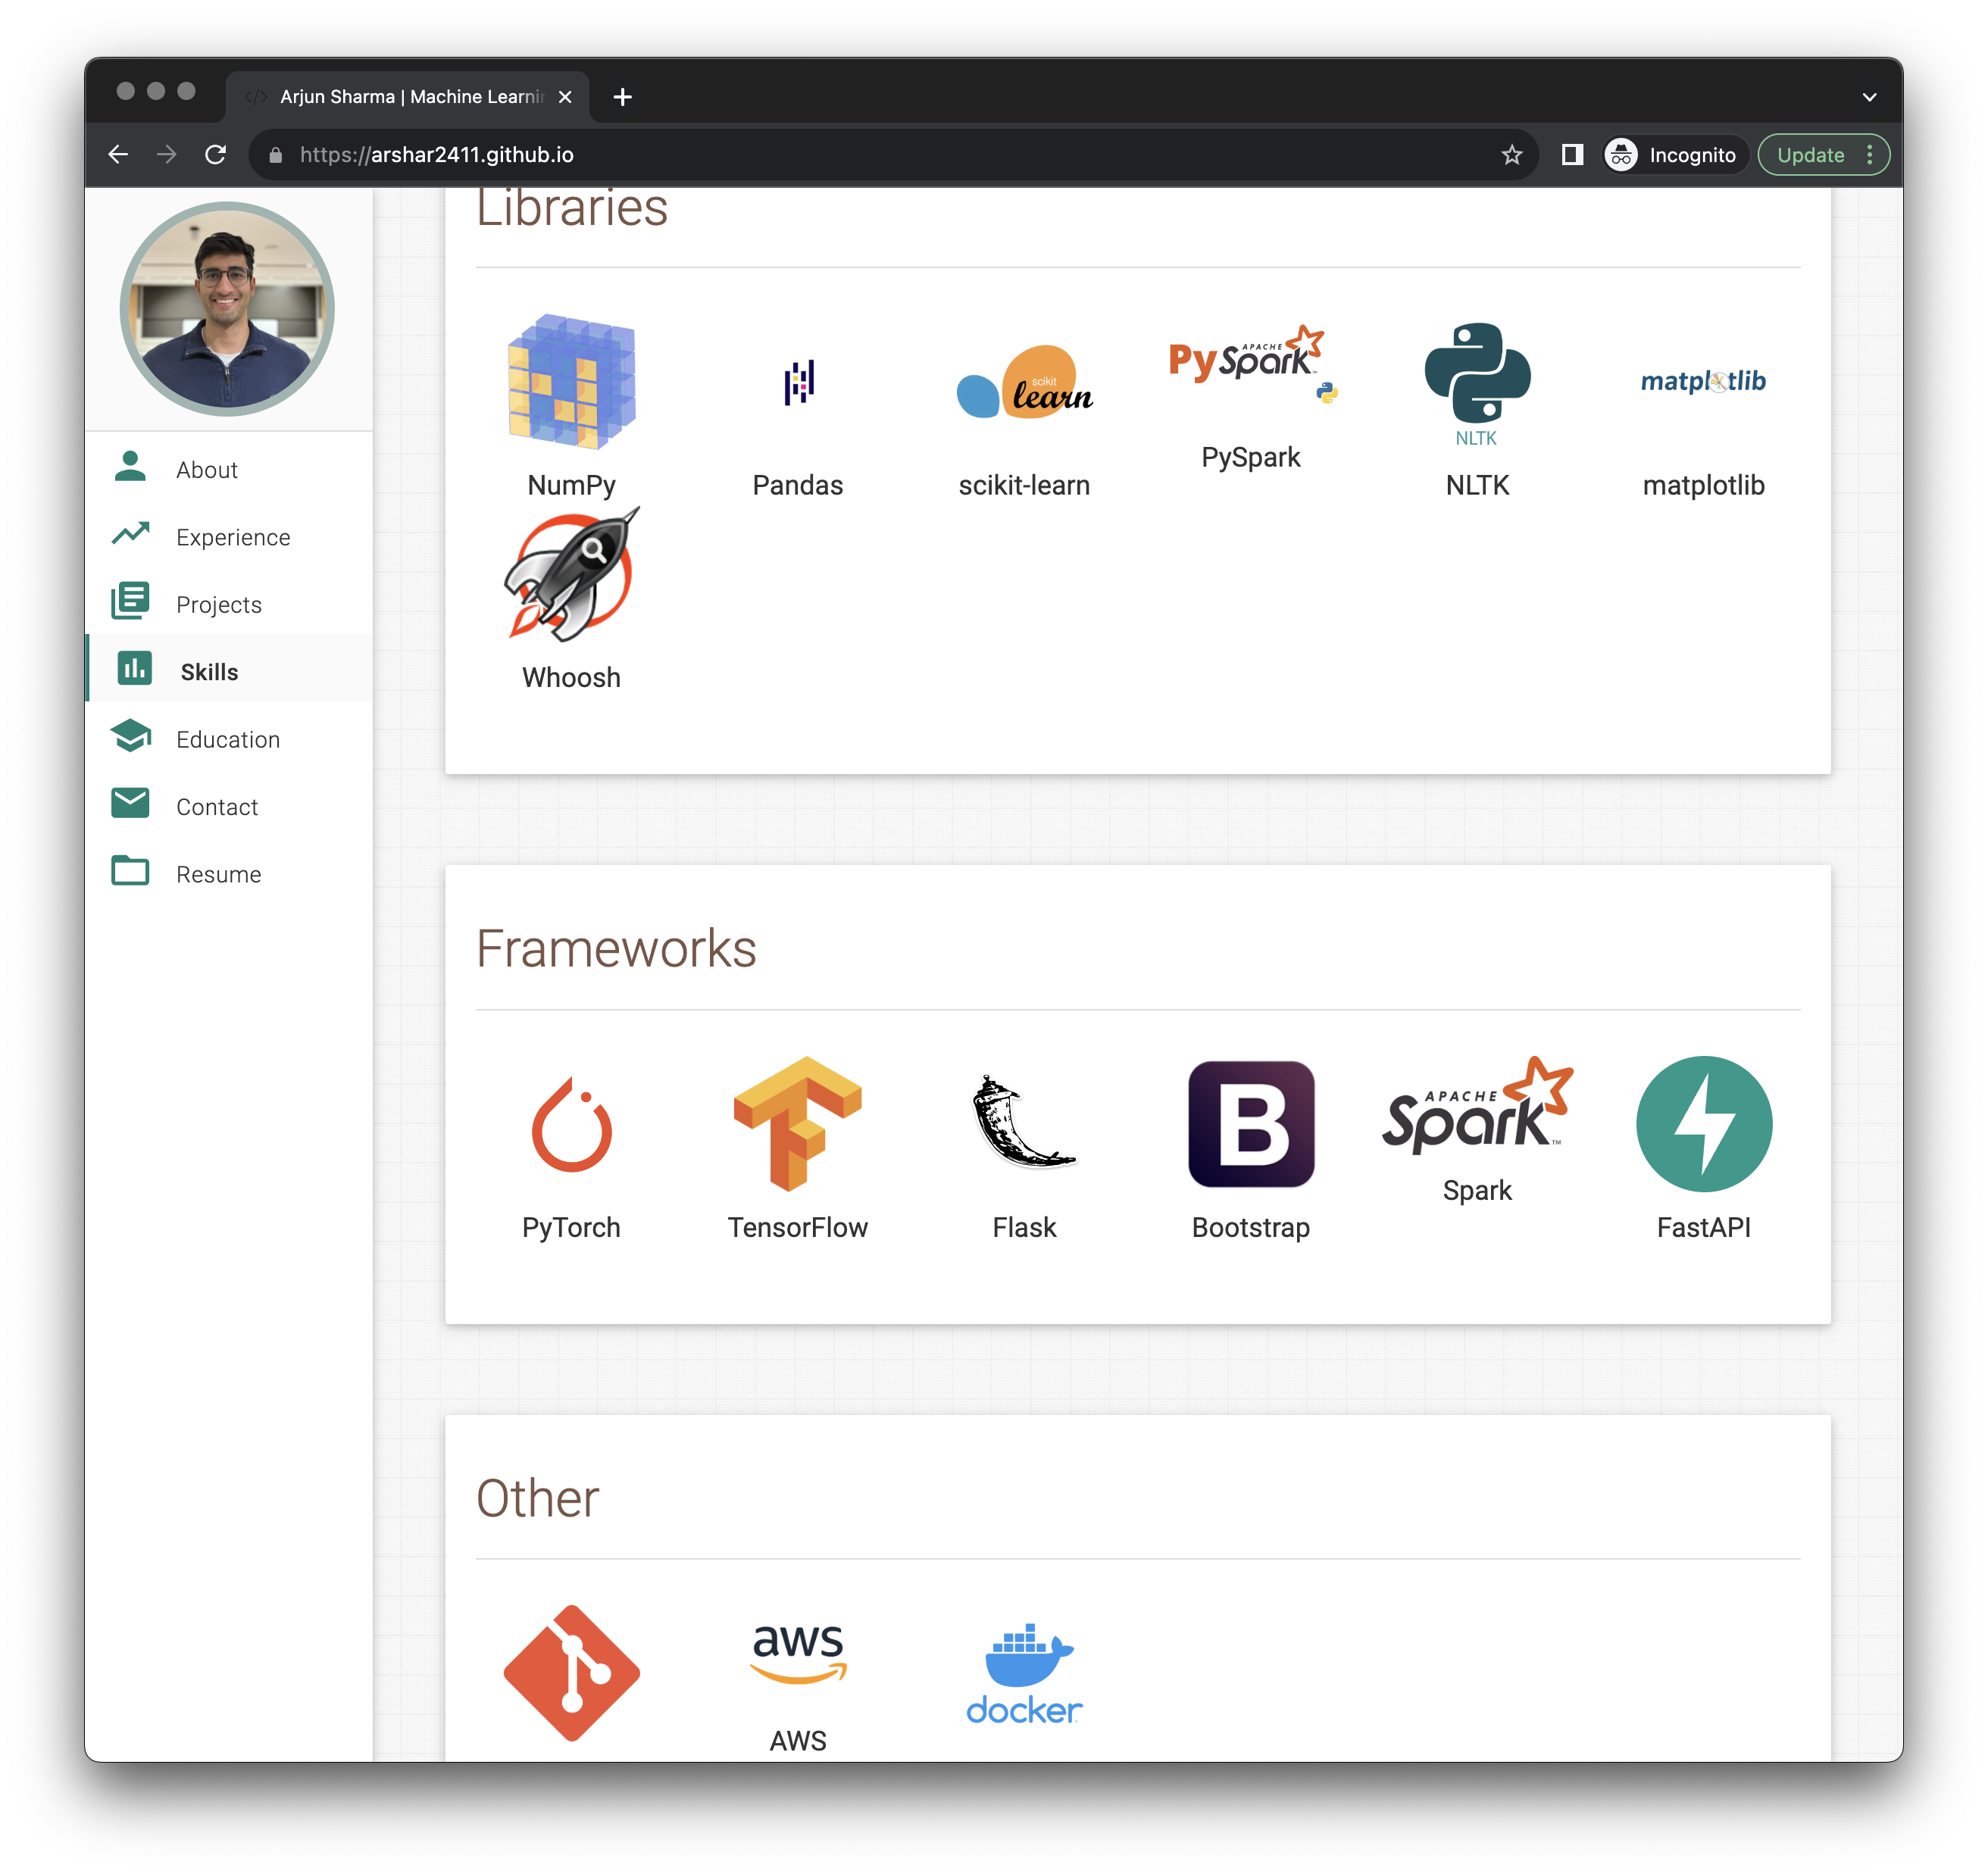 Arjun Sharma | Machine Learnin
https://arshar2411.github.io
Incognito
Update
About
Experience
Projects
Skills
Education
Contact
Resume
Libraries
scikit
learn
APACHE
PySpark
NLTK
matplotlib
NumPy
Pandas
scikit-learn
PySpark
NLTK
matplotlib
Whoosh
Frameworks
B
APACHE
Spark™
PyTorch
TensorFlow
Flask
Bootstrap
Spark
FastAPI
Other
aws
docker
AWS